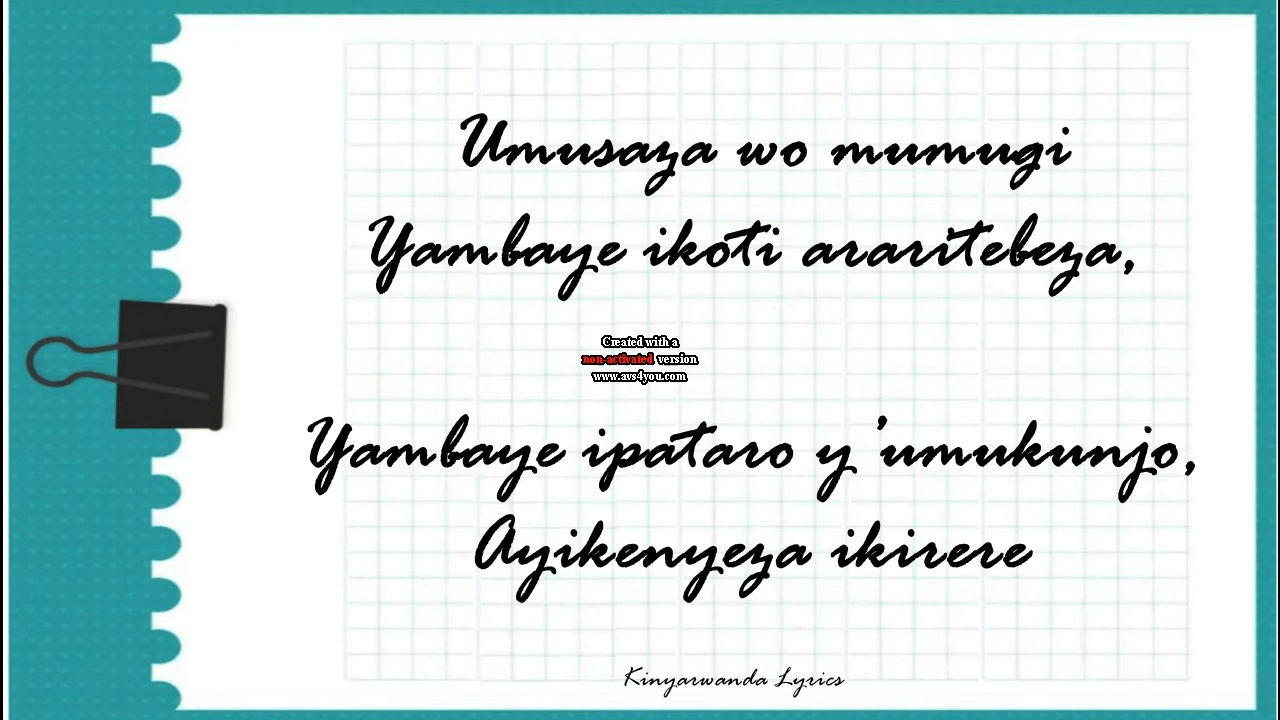 Umusaza wo mumugi
Yambaye ikoti araritebeza,
Created with a
non-activated version
www.avs4you.com
Yambaye ipataro y'umukunjo,
Ayikenyeza ikirere
Kinyarwanda Lyrics